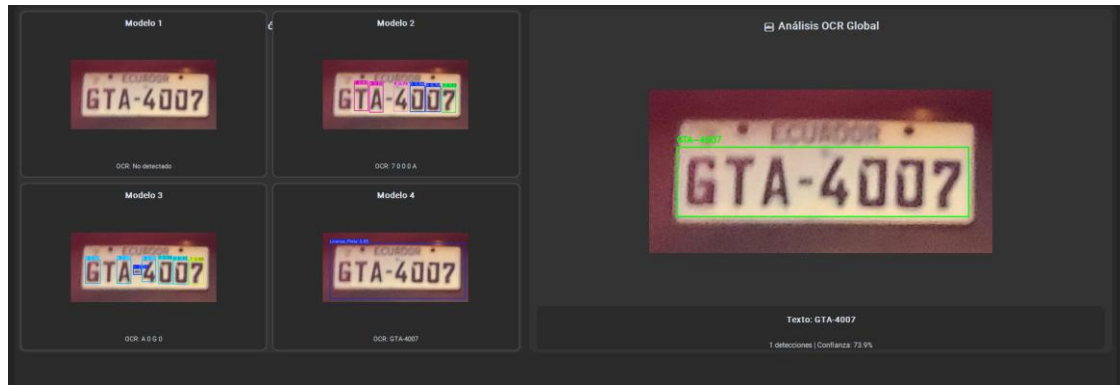 Modelo 1
ECUADOR
GTA-4007
OCR: No detectado
Modelo 2
ECUADOR
GTA-4007
OCR: 7 0 0 0 A
Modelo 3
ECUADOR
GTA-4007
OCR: A 0 G 0
Modelo 4
ECUADOR
GTA-4007
OCR: GTA-4007
Análisis OCR Global
GTA-4007
ECUADOR
GTA-4007
Texto: GTA-4007
1 detecciones | Confianza: 73.9%